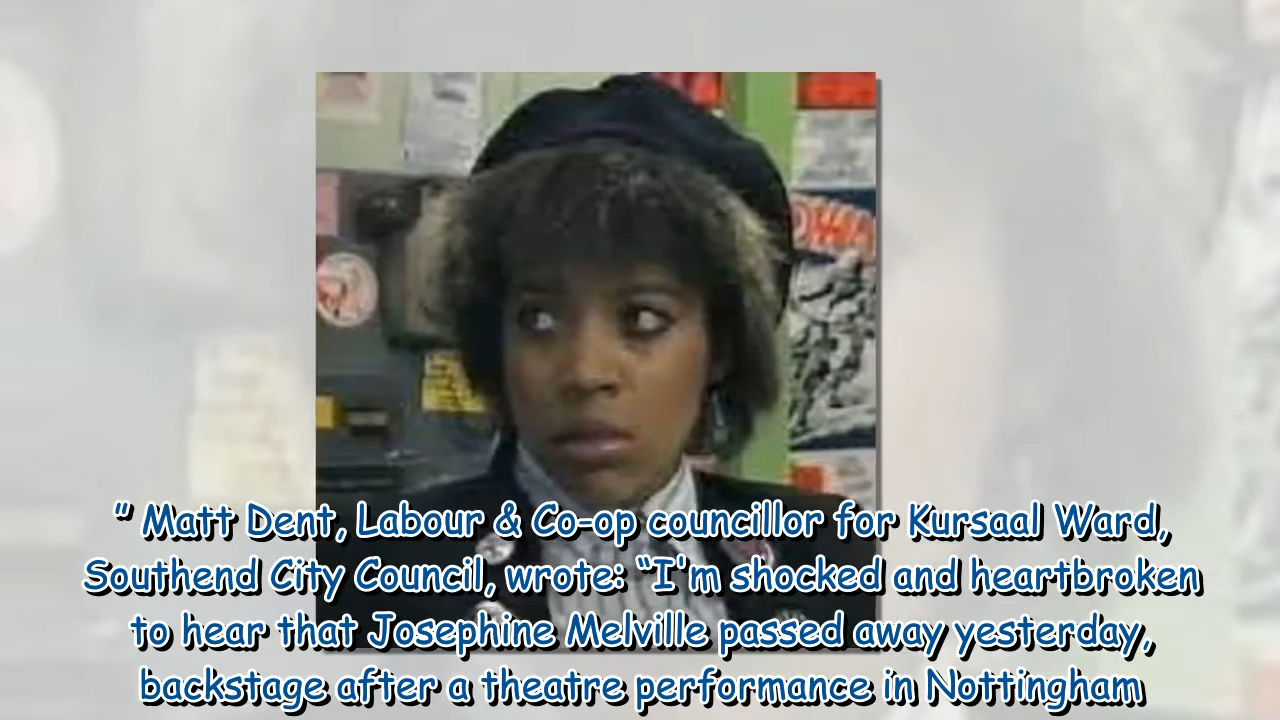 ” Matt Dent, Labour & Co-op councillor for Kursaal Ward,
Southend City Council, wrote: “I'm shocked and heartbroken
to hear that Josephine Melville passed away yesterday,
backstage after a theatre performance in Nottingham